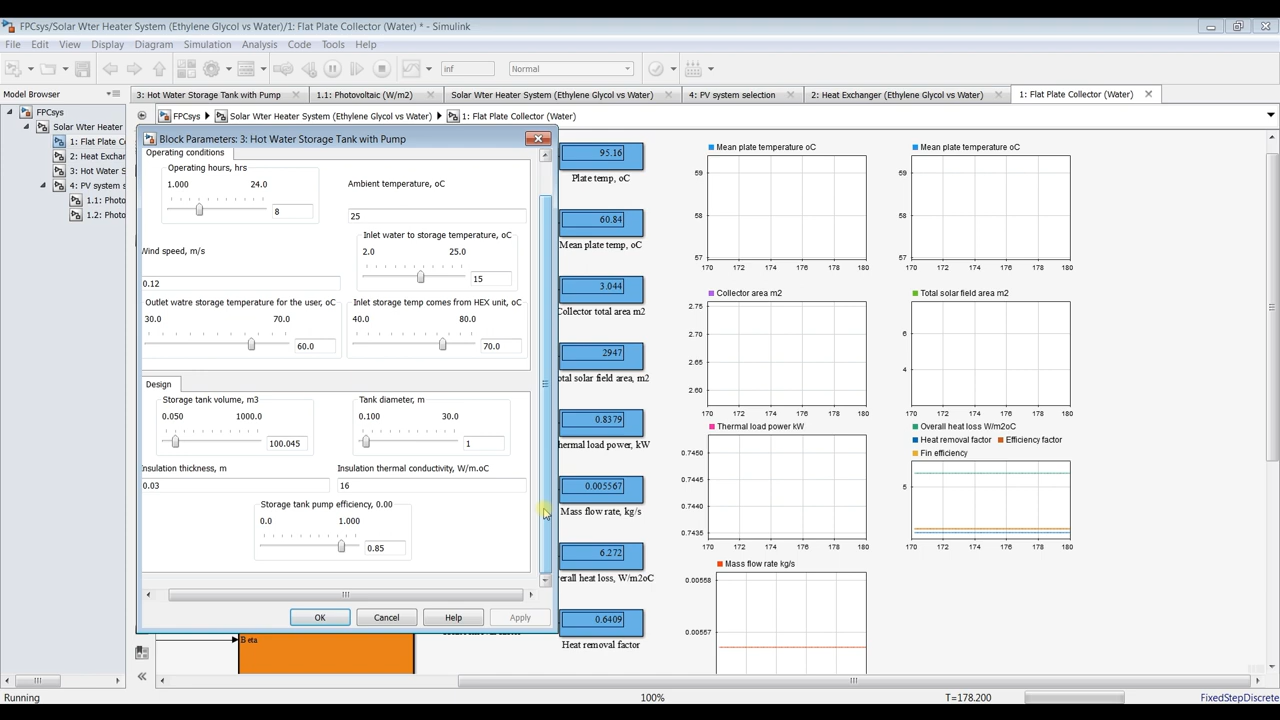 FPCsys/Solar Wter Heater System (Ethylene Glycol vs Water)/1: Flat Plate Collector (Water) * - Simulink
File Edit View Display Diagram Simulation Analysis Code Tools Help
inf Normal
Model Browser
3: Hot Water Storage Tank with Pump 1.1: Photovoltaic (W/m2) Solar Wter Heater System (Ethylene Glycol vs Water) 4: PV system selection 2: Heat Exchanger (Ethylene Glycol vs Water) 1: Flat Plate Collector (Water)
FPCsys Solar Wter Heater System (Ethylene Glycol vs Water) 1: Flat Plate Collector (Water)
FPCsys
Solar Wter Heater
1: Flat Plate C
2: Heat Exchan
3: Hot Water S
4: PV system s
1.1: Photo
1.2: Photo
Block Parameters: 3: Hot Water Storage Tank with Pump
Operating conditions
Operating hours, hrs
1.000 24.0
8
Ambient temperature, oC
25
Wind speed, m/s
0.12
Inlet water to storage temperature, oC
2.0 25.0
15
Outlet watre storage temperature for the user, oC
30.0 70.0
60.0
Inlet storage temp comes from HEX unit, oC
40.0 80.0
70.0
Design
Storage tank volume, m3
0.050 1000.0
100.045
Tank diameter, m
0.100 30.0
1
nsulation thickness, m
0.03
Insulation thermal conductivity, W/m.oC
16
Storage tank pump efficiency, 0.00
0.0 1.000
0.85
OK Cancel Help Apply
95.16
Plate temp, oC
60.84
Mean plate temp, oC
3.044
Collector total area m2
2947
otal solar field area, m2
0.8379
hermal load power, kW
0.005567
Mass flow rate, kg/s
6.272
erall heat loss, W/m2oC
0.6409
Heat removal factor
Mean plate temperature oC
59
58
57
170 172 174 176 178 180
Mean plate temperature oC
59
58
57
170 172 174 176 178 180
Collector area m2
2.75
2.70
2.65
2.60
170 172 174 176 178 180
Total solar field area m2
6
4
170 172 174 176 178 180
Thermal load power kW
0.7450
0.7445
0.7440
0.7435
170 172 174 176 178 180
Overall heat loss W/m2oC
Heat removal factor Efficiency factor
Fin efficiency
5
170 172 174 176 178 180
Mass flow rate kg/s
0.00558
0.00557
B eta
Running 100% T=178.200 FixedStepDiscrete